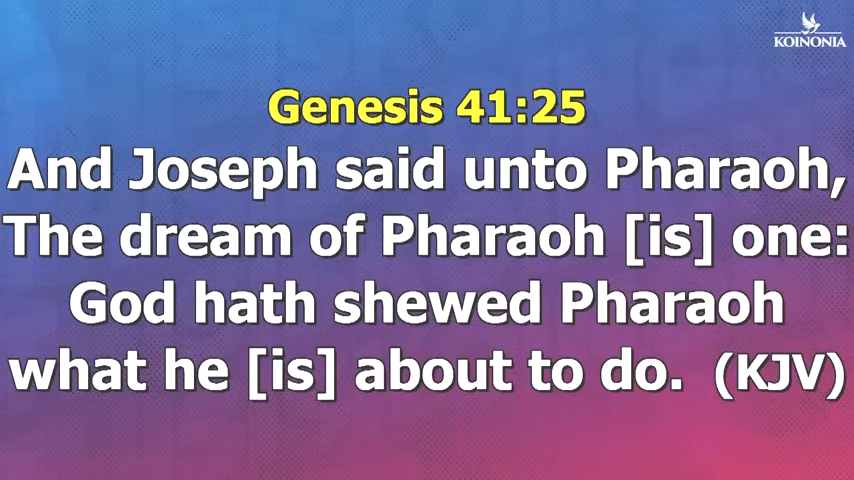 KOINONIA
Genesis 41:25
And Joseph said unto Pharaoh,
The dream of Pharaoh [is] one:
God hath shewed Pharaoh
what he [is] about to do. (KJV)